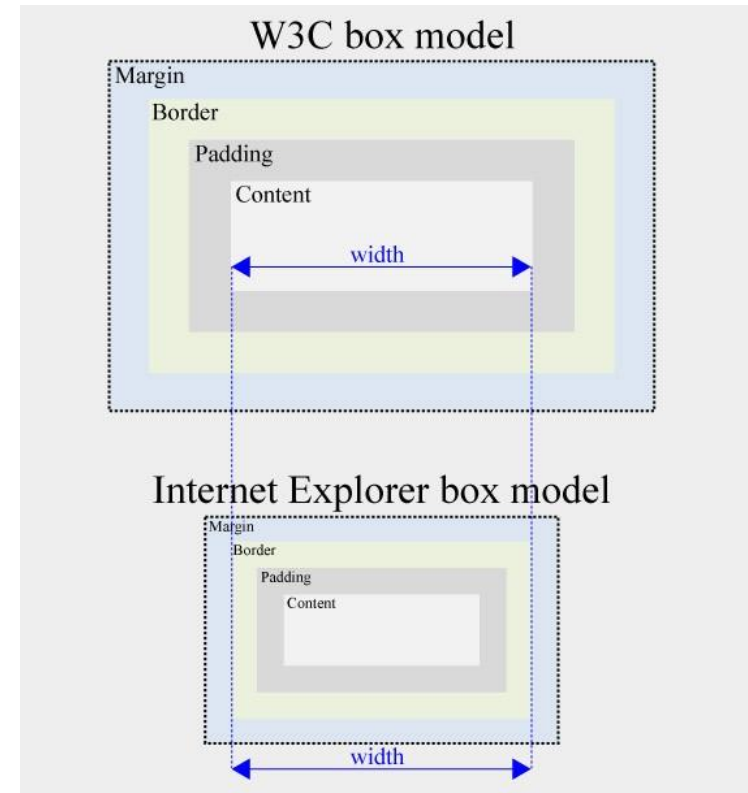 W3C box model
Margin
Border
Padding
Content
width
Internet Explorer box model
Margin
Border
Padding
Content
width